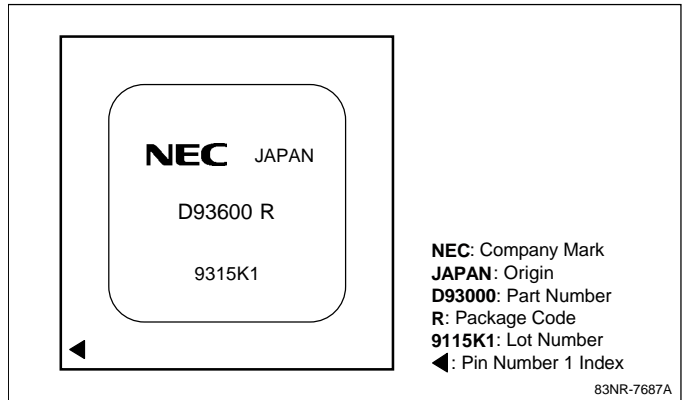 NEC JAPAN
D93600 R
9315K1
NEC: Company Mark
JAPAN: Origin
D93000: Part Number
R: Package Code
9115K1: Lot Number
◀: Pin Number 1 Index
83NR-7687A